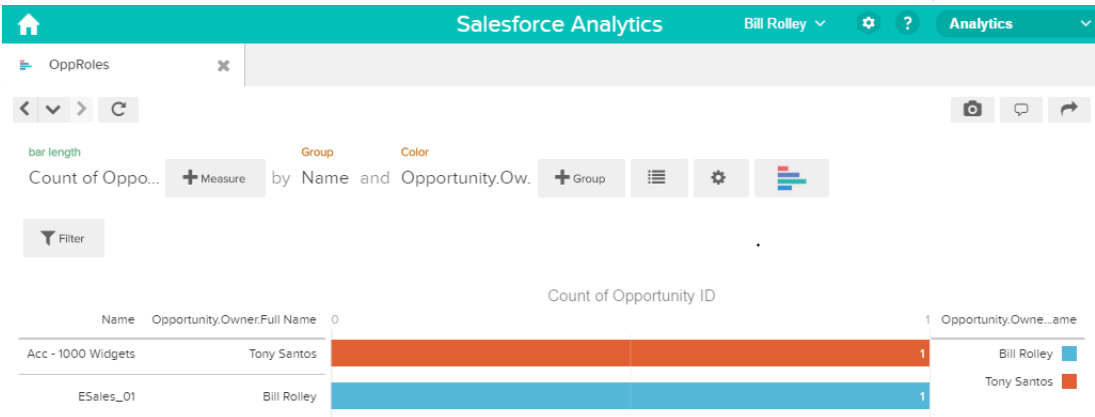 Salesforce Analytics Bill Rolley ? Analytics
OppRoles
bar length Group Color
Count of Oppo... Measure by Name and Opportunity.Ow. Group
Filter
Count of Opportunity ID
Name Opportunity.Owner.Full Name 0 1 Opportunity.Owne...ame
Acc - 1000 Widgets Tony Santos 1 Bill Rolley
Tony Santos
ESales_01 Bill Rolley 1